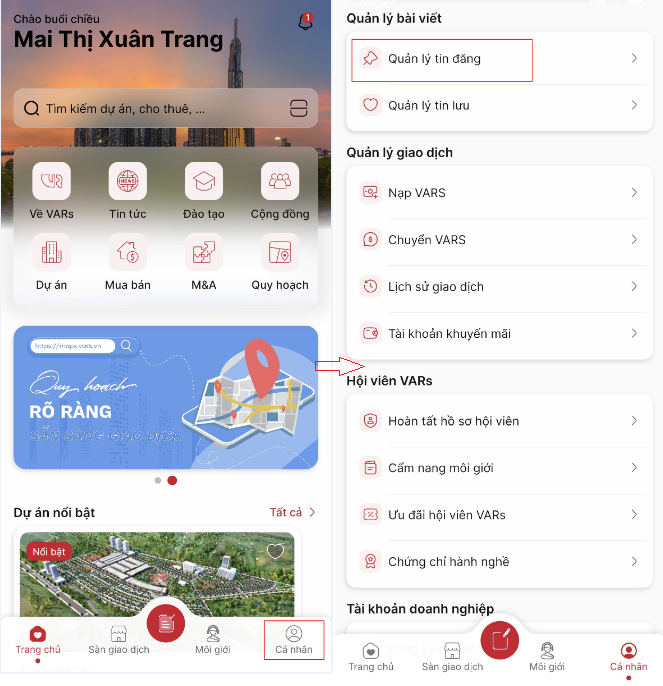 Chào buổi chiều
Mai Thị Xuân Trang
1
Tìm kiếm dự án, cho thuê, ...
Về VARs
Tin tức
Đào tạo
Cộng đồng
NEWS
Dự án
Mua bán
M&A
Quy hoạch
https://maps.vars.vn
Quy hoạch
RÕ RÀNG
SẴN SÀNG GIAO DỊCH
Dự án nổi bật
Tất cả
Nổi bật
Trang chủ
Sàn giao dịch
Môi giới
Cá nhân
Quản lý bài viết
Quản lý tin đăng
Quản lý tin lưu
Quản lý giao dịch
Nạp VARS
Chuyển VARS
Lịch sử giao dịch
Tài khoản khuyến mãi
Hội viên VARs
Hoàn tất hồ sơ hội viên
Cẩm nang môi giới
Ưu đãi hội viên VARs
Chứng chỉ hành nghề
Tài khoản doanh nghiệp
Trang chủ
Sàn giao dịch
Môi giới
Cá nhân